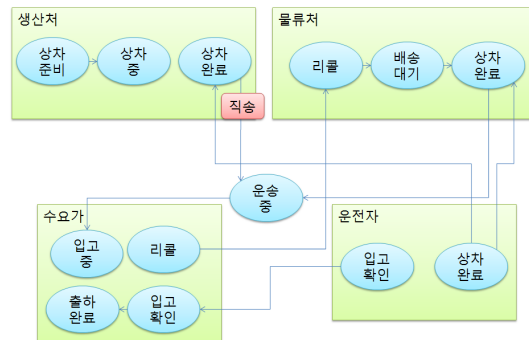 생산처
상차
준비
상차
중
상차
완료
직송
물류처
리콜
배송
대기
상차
완료
운송
중
수요가
입고
중
리콜
출하
완료
입고
확인
운전자
입고
확인
상차
완료